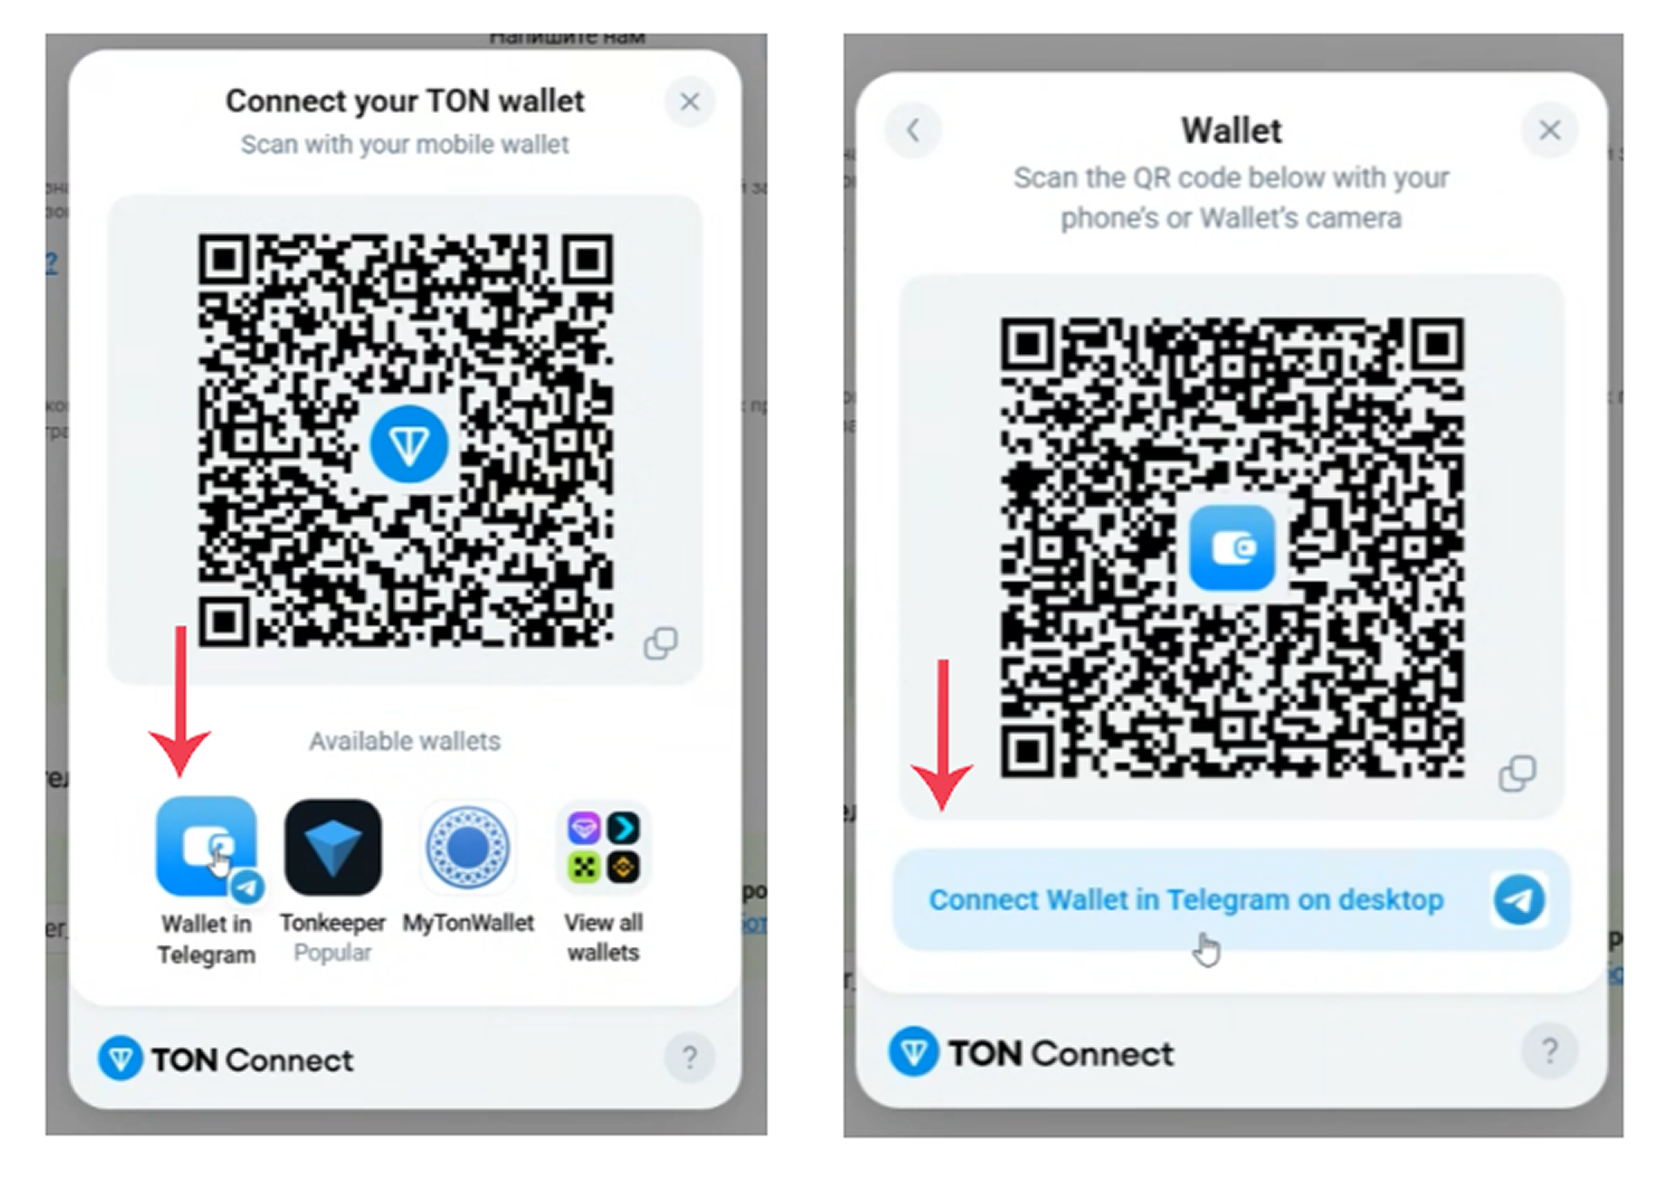 Напишите нам
Connect your TON wallet
Scan with your mobile wallet
?
Available wallets
Wallet in
Telegram
Tonkeeper
Popular
MyTonWallet
View all
wallets
TON Connect
?
Wallet
Scan the QR code below with your
phone's or Wallet's camera
Connect Wallet in Telegram on desktop
TON Connect
?